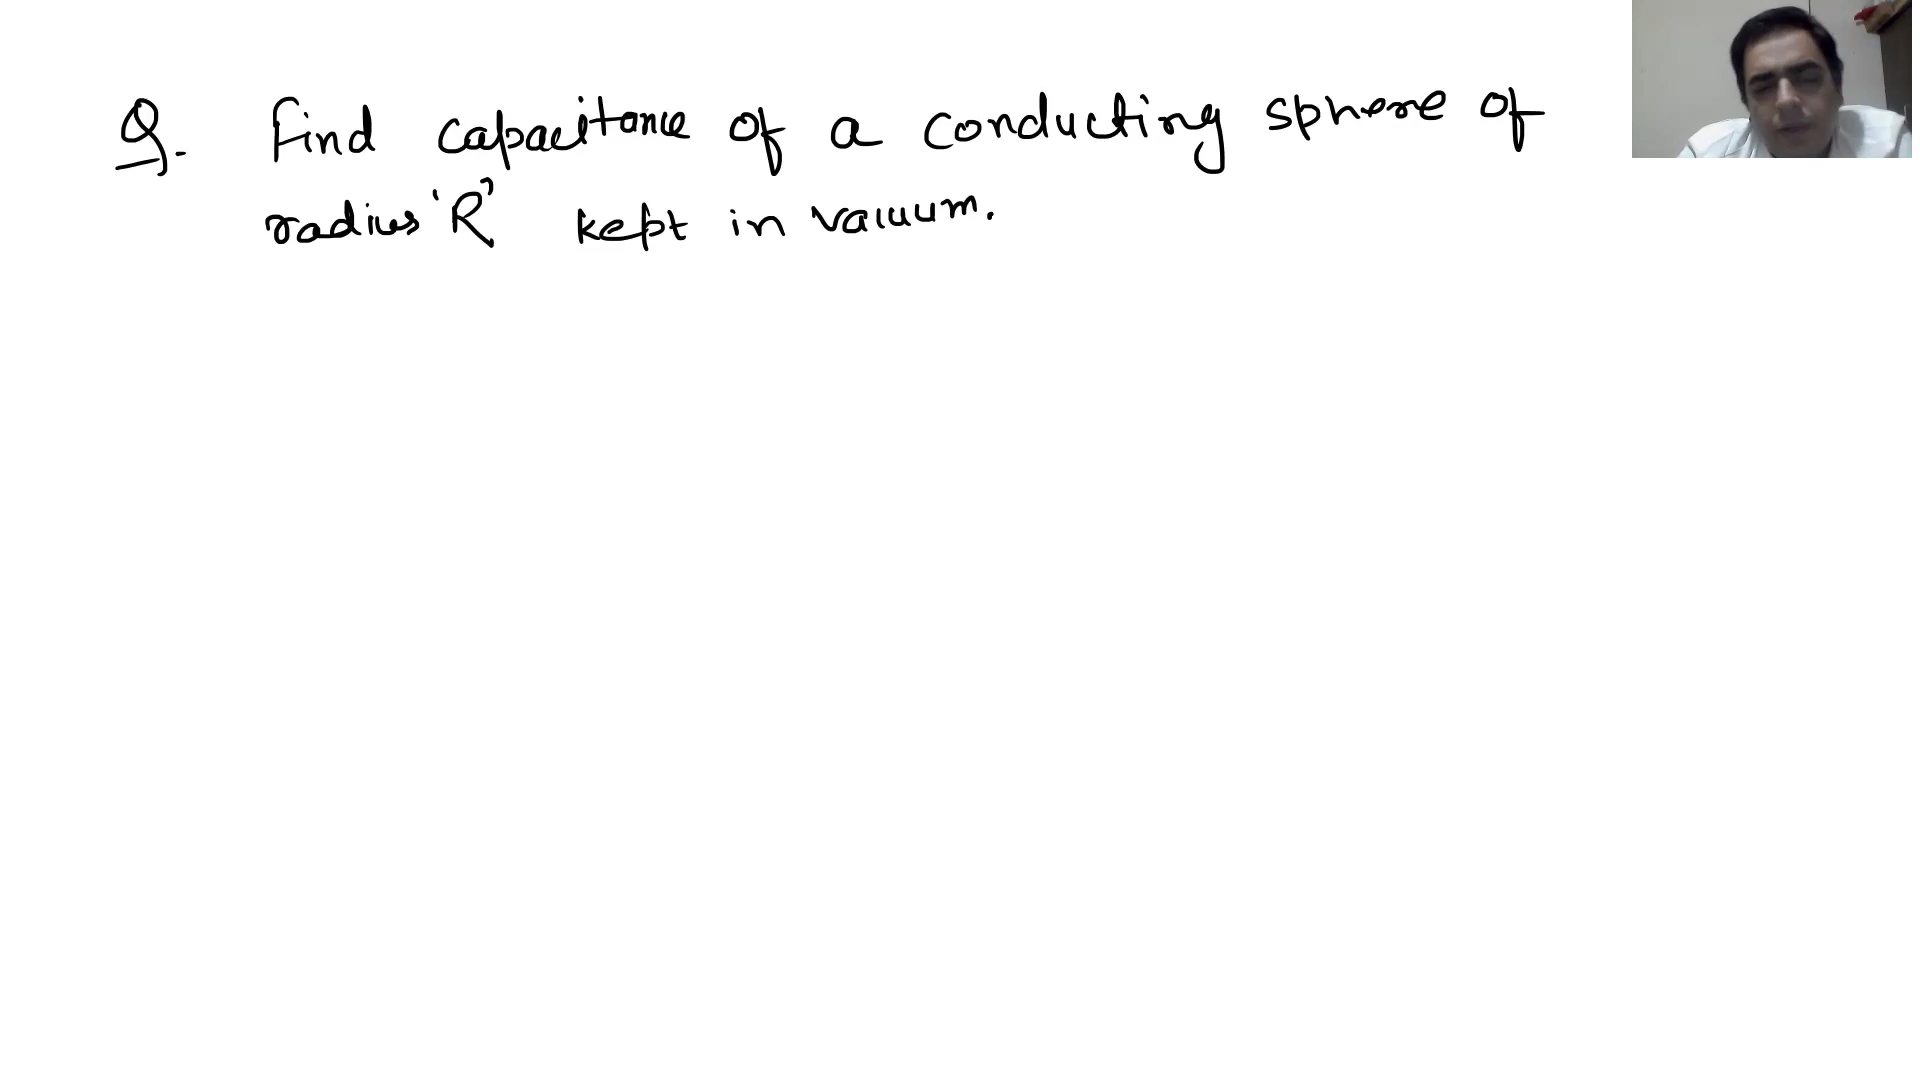 Q. Find capacitance of a conducting sphere of
radius 'R' kept in vacuum.